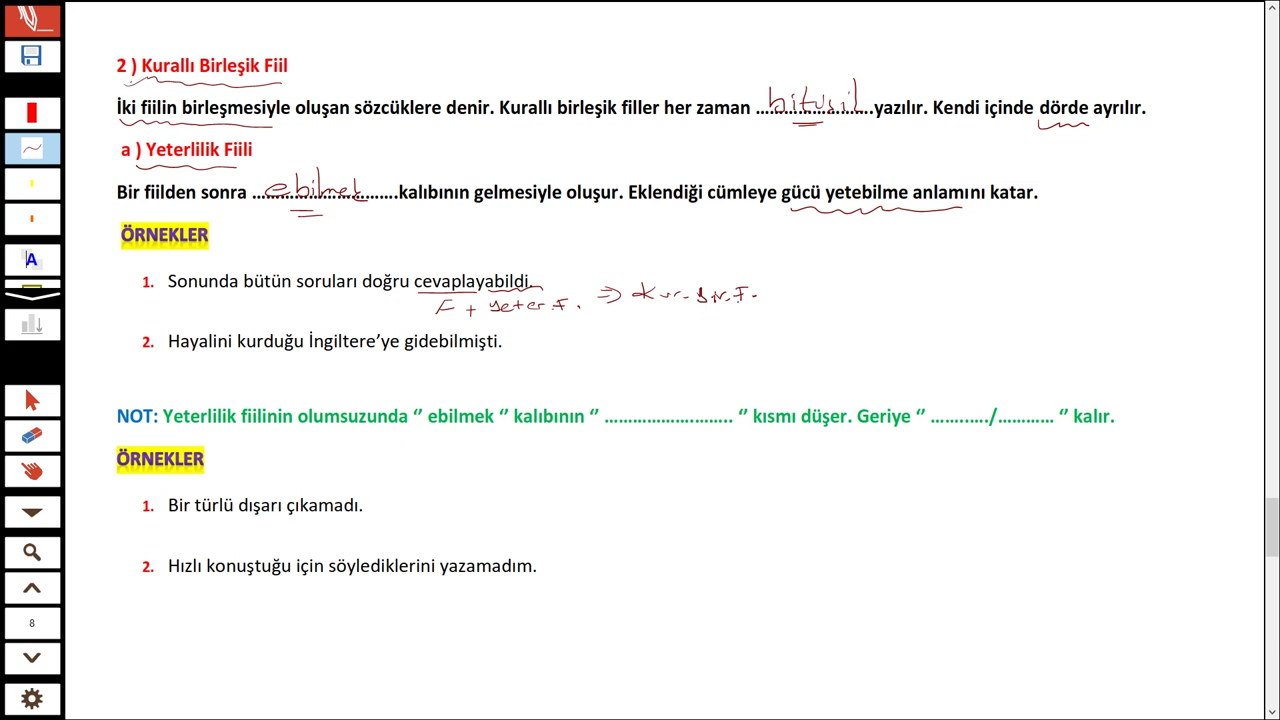 2 ) Kurallı Birleşik Fiil
İki fiilin birleşmesiyle oluşan sözcüklere denir. Kurallı birleşik filler her zaman bitişil yazılır. Kendi içinde dörde ayrılır.
a ) Yeterlilik Fiili
Bir fiilden sonra ebilmek kalıbının gelmesiyle oluşur. Eklendiği cümleye gücü yetebilme anlamını katar.
ÖRNEKLER
1. Sonunda bütün soruları doğru cevaplayabildi.
F + yeter.F. => Kur. Bir.F.
2. Hayalini kurduğu İngiltere’ye gidebilmişti.
NOT: Yeterlilik fiilinin olumsuzunda ‘’ ebilmek ‘’ kalıbının ‘’ ………………………….. ‘’ kısmı düşer. Geriye ‘’ …………./………… ‘’ kalır.
ÖRNEKLER
1. Bir türlü dışarı çıkamadı.
2. Hızlı konuştuğu için söylediklerini yazamadım.
A
8